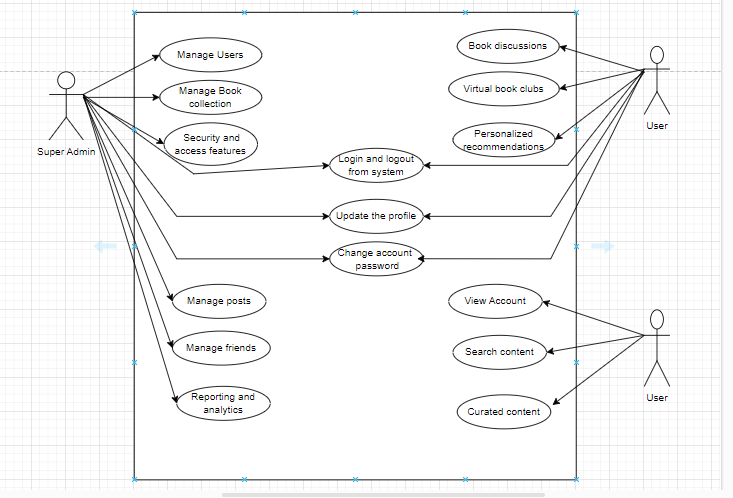 Manage Users
Manage Book
collection
Security and
access features
Super Admin
Login and logout
from system
Update the profile
Change account
password
Manage posts
Manage friends
Reporting and
analytics
Book discussions
Virtual book clubs
Personalized
recommendations
User
View Account
Search content
Curated content
User